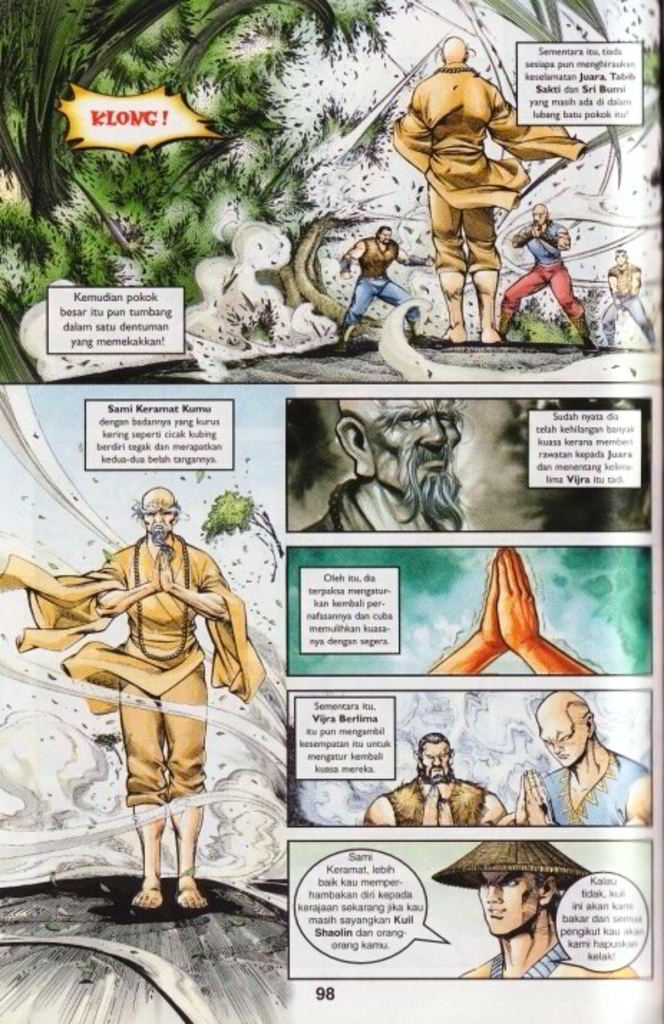 Sementara itu, tiada
sesiapa pun menghiraukan
keselamatan Juara, Tabib
Sakti dan Sri Bumi
yang masih ada di dalam
lubang batu pokok itu!
KLONG!
Kemudian pokok
besar itu pun tumbang
dalam satu dentuman
yang memekakkan!
Sami Keramat Kumu
dengan badannya yang kurus
kering seperti cicak kubing
berdiri tegak dan merapatkan
kedua-dua belah tangannya.
Sudah nyata dia
telah kehilangan banyak
kuasa kerana memberi
rawatan kepada Juara
dan menentang kelima-
lima Vijra itu tadi.
Oleh itu, dia
terpaksa mengatur-
kan kembali per-
nafasannya dan cuba
memulihkan kuasa-
nya dengan segera.
Sementara itu,
Vijra Berlima
itu pun mengambil
kesempatan itu untuk
mengatur kembali
kuasa mereka.
Sami
Keramat, lebih
baik kau memper-
hambakan diri kepada
kerajaan sekarang jika kau
masih sayangkan Kuil
Shaolin dan orang-
orang kamu.
Kalau
tidak, kuil
ini akan kami
bakar dan semua
pengikut kau akan
kami hapuskan
kelak!
98